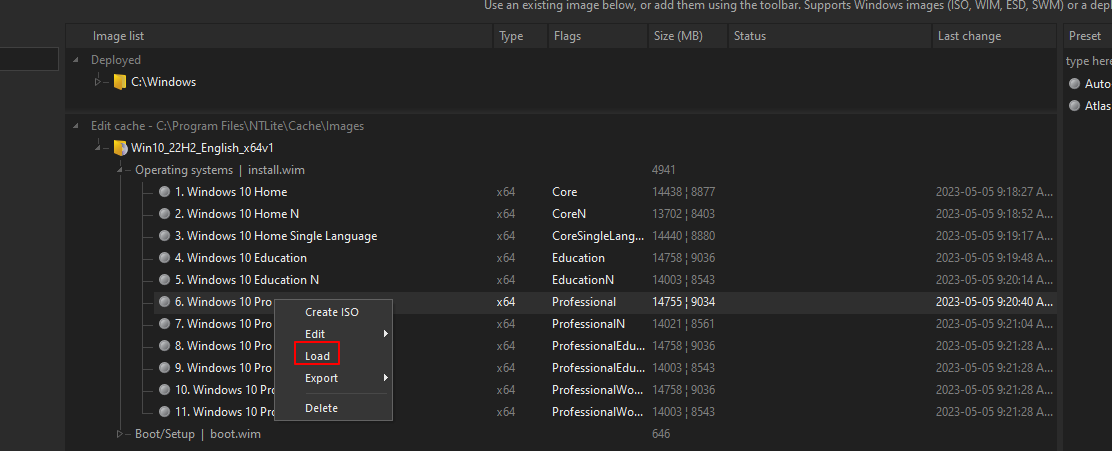 Use an existing image below, or add them using the toolbar. Supports Windows images (ISO, WIM, ESD, SWM) or a depl
Image list Type Flags Size (MB) Status Last change Preset
Deployed type here
C:\Windows Auto
Atlas
Edit cache - C:\Program Files\NTLite\Cache\Images
Win10_22H2_English_x64v1
Operating systems | install.wim 4941
1. Windows 10 Home x64 Core 14438 ¦ 8877 2023-05-05 9:18:27 A...
2. Windows 10 Home N x64 CoreN 13702 ¦ 8403 2023-05-05 9:18:52 A...
3. Windows 10 Home Single Language x64 CoreSingleLang... 14440 ¦ 8880 2023-05-05 9:19:17 A...
4. Windows 10 Education x64 Education 14758 ¦ 9036 2023-05-05 9:19:48 A...
5. Windows 10 Education N x64 EducationN 14003 ¦ 8543 2023-05-05 9:20:14 A...
6. Windows 10 Pro x64 Professional 14755 ¦ 9034 2023-05-05 9:20:40 A...
7. Windows 10 Pro x64 ProfessionalN 14021 ¦ 8561 2023-05-05 9:21:04 A...
8. Windows 10 Pro x64 ProfessionalEdu... 14758 ¦ 9036 2023-05-05 9:21:28 A...
9. Windows 10 Pro x64 ProfessionalEdu... 14003 ¦ 8543 2023-05-05 9:21:28 A...
10. Windows 10 Pro x64 ProfessionalWo... 14758 ¦ 9036 2023-05-05 9:21:28 A...
11. Windows 10 Pro x64 ProfessionalWo... 14003 ¦ 8543 2023-05-05 9:21:28 A...
Boot/Setup | boot.wim 646
Create ISO
Edit
Load
Export
Delete